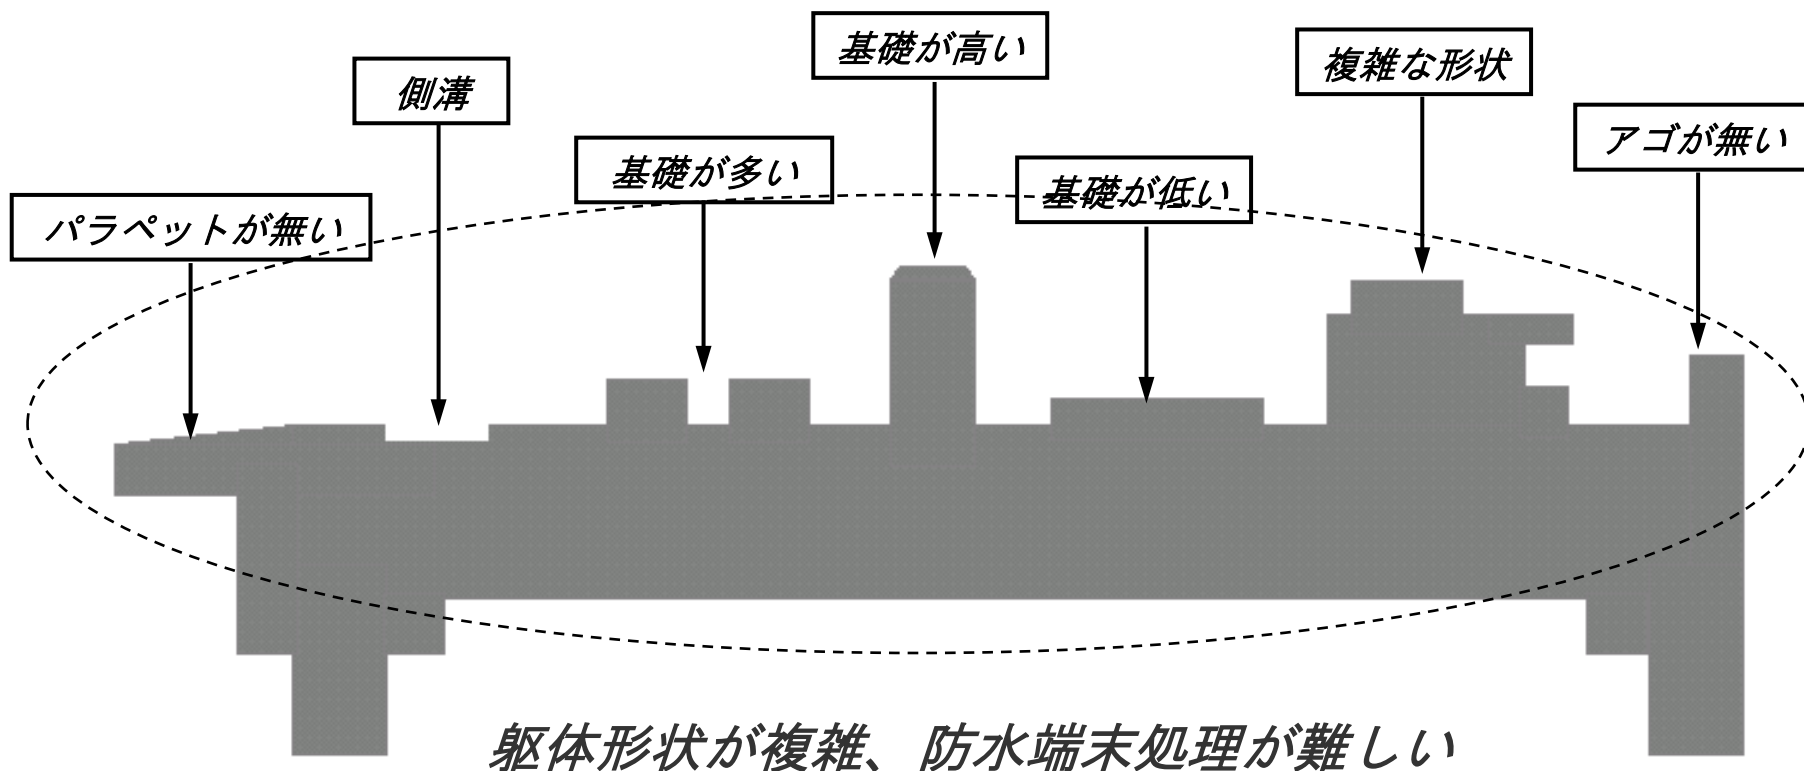 パラペットが無い
側溝
基礎が多い
基礎が高い
基礎が低い
複雑な形状
アゴが無い
躯体形状が複雑、防水端末処理が難しい